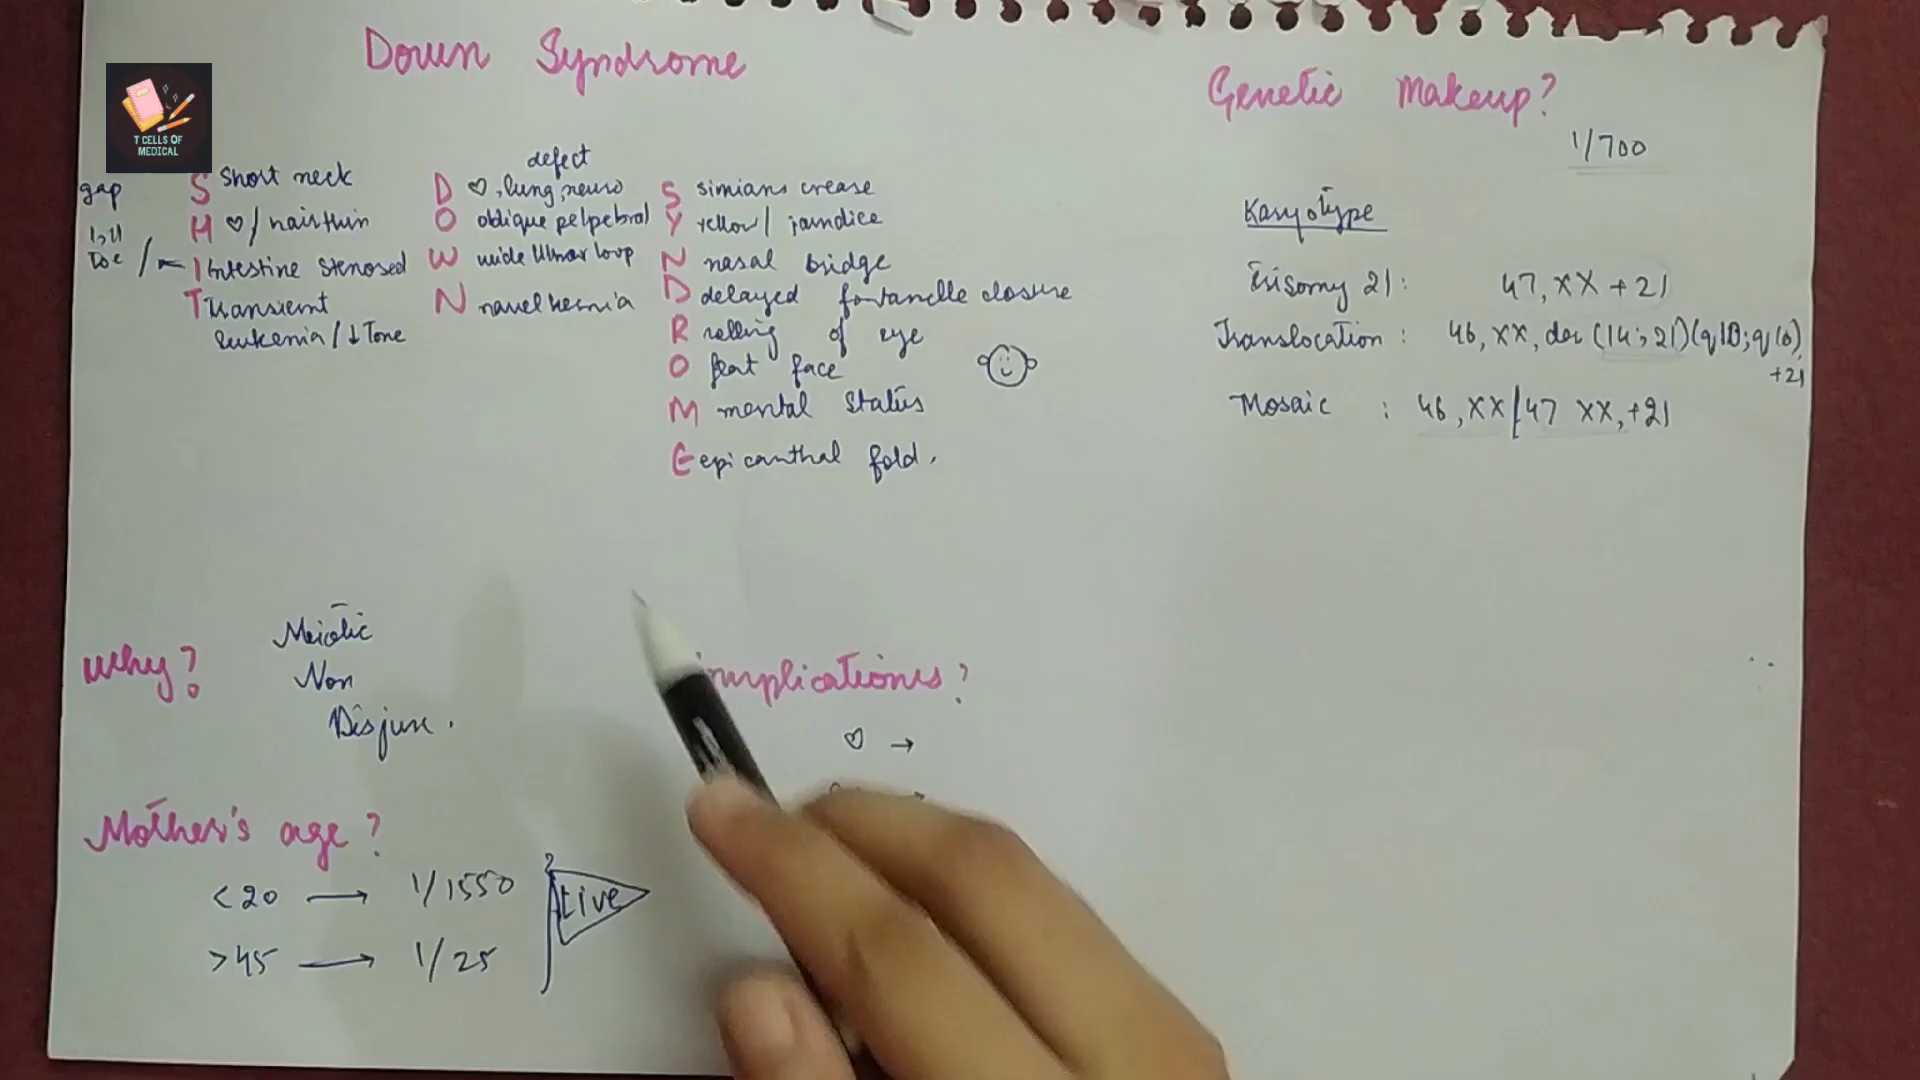 Down Syndrome
Genetic Makeup?
1/700
T CELLS OF
MEDICAL
gap
1,II
Toe
S Short neck
H ♡/hairthin
I Intestine Stenosed
Transient
leukemia/↓Tone
defect
D ♡,lung,neuro
O oblique pelpebral
W wide Ulnar loop
N navel hernia
S simians crease
Y yellow/ jaundice
N nasal bridge
D delayed fontanelle closure
R rolling of eye
O flat face
M mental status
E epicanthal fold.
Karyotype
Trisomy 21: 47,XX +21
Translocation: 46,XX,der(14;21)(q10;q10)
+21
Mosaic : 46,XX/47 XX,+21
Why?
Meiotic
Non
Disjunc.
Mother's age?
<20 → 1/1550
>45 → 1/25
Live
implications?
♡ →